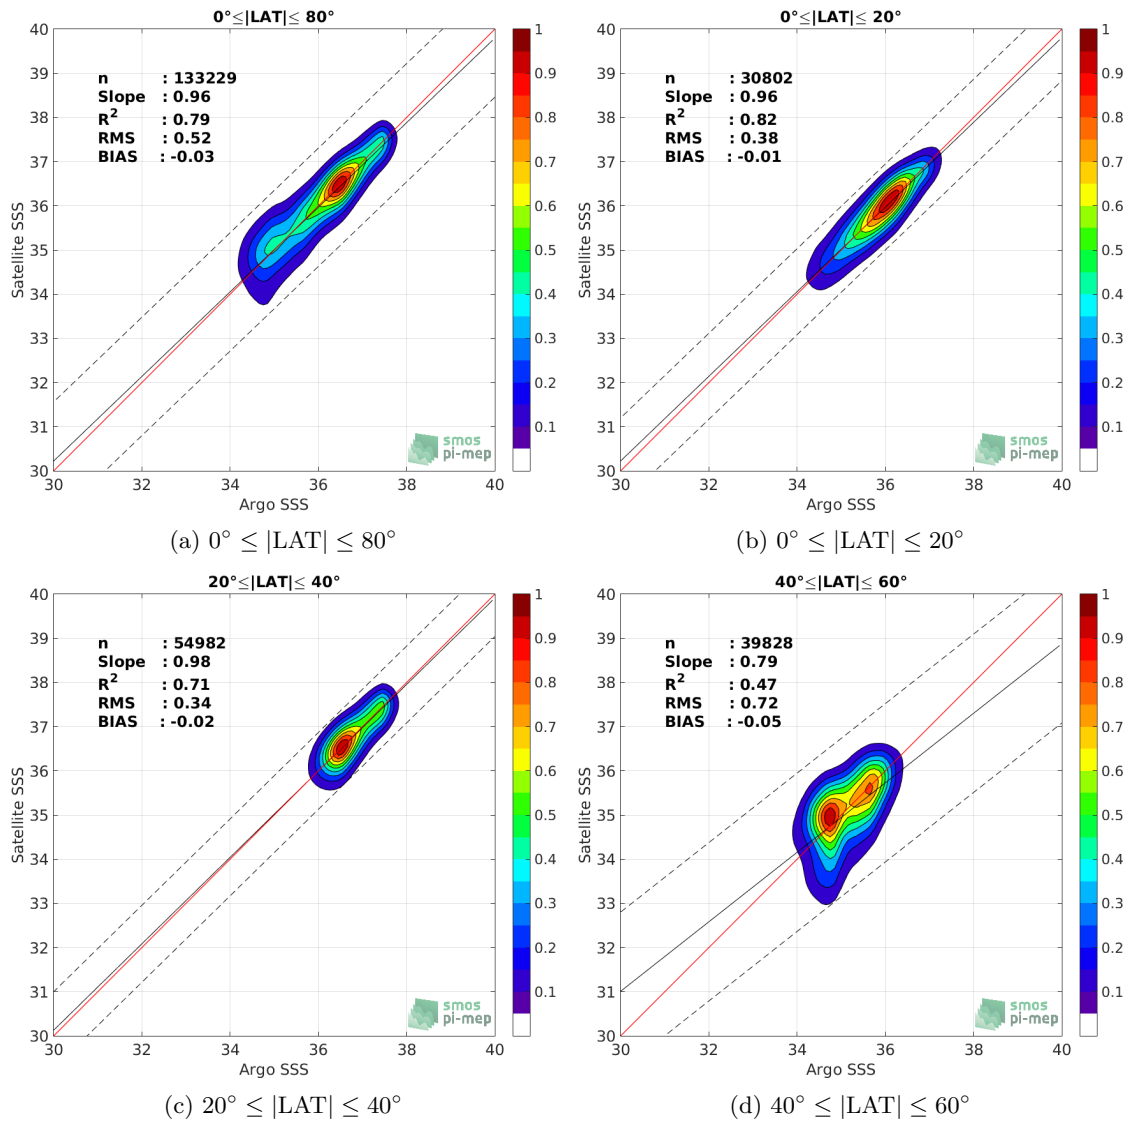 0°≤|LAT|≤ 80°
n : 133229
Slope : 0.96
R2 : 0.79
RMS : 0.52
BIAS : -0.03
40
39
38
37
36
35
34
33
32
31
30
Satellite SSS
30 32 34 36 38 40
Argo SSS
1
0.9
0.8
0.7
0.6
0.5
0.4
0.3
0.2
0.1
smos
pi-mep
(a) 0° ≤ |LAT| ≤ 80°
0°≤|LAT|≤ 20°
n : 30802
Slope : 0.96
R2 : 0.82
RMS : 0.38
BIAS : -0.01
40
39
38
37
36
35
34
33
32
31
30
Satellite SSS
30 32 34 36 38 40
Argo SSS
1
0.9
0.8
0.7
0.6
0.5
0.4
0.3
0.2
0.1
smos
pi-mep
(b) 0° ≤ |LAT| ≤ 20°
20°≤|LAT|≤ 40°
n : 54982
Slope : 0.98
R2 : 0.71
RMS : 0.34
BIAS : -0.02
40
39
38
37
36
35
34
33
32
31
30
Satellite SSS
30 32 34 36 38 40
Argo SSS
1
0.9
0.8
0.7
0.6
0.5
0.4
0.3
0.2
0.1
smos
pi-mep
(c) 20° ≤ |LAT| ≤ 40°
40°≤|LAT|≤ 60°
n : 39828
Slope : 0.79
R2 : 0.47
RMS : 0.72
BIAS : -0.05
40
39
38
37
36
35
34
33
32
31
30
Satellite SSS
30 32 34 36 38 40
Argo SSS
1
0.9
0.8
0.7
0.6
0.5
0.4
0.3
0.2
0.1
smos
pi-mep
(d) 40° ≤ |LAT| ≤ 60°